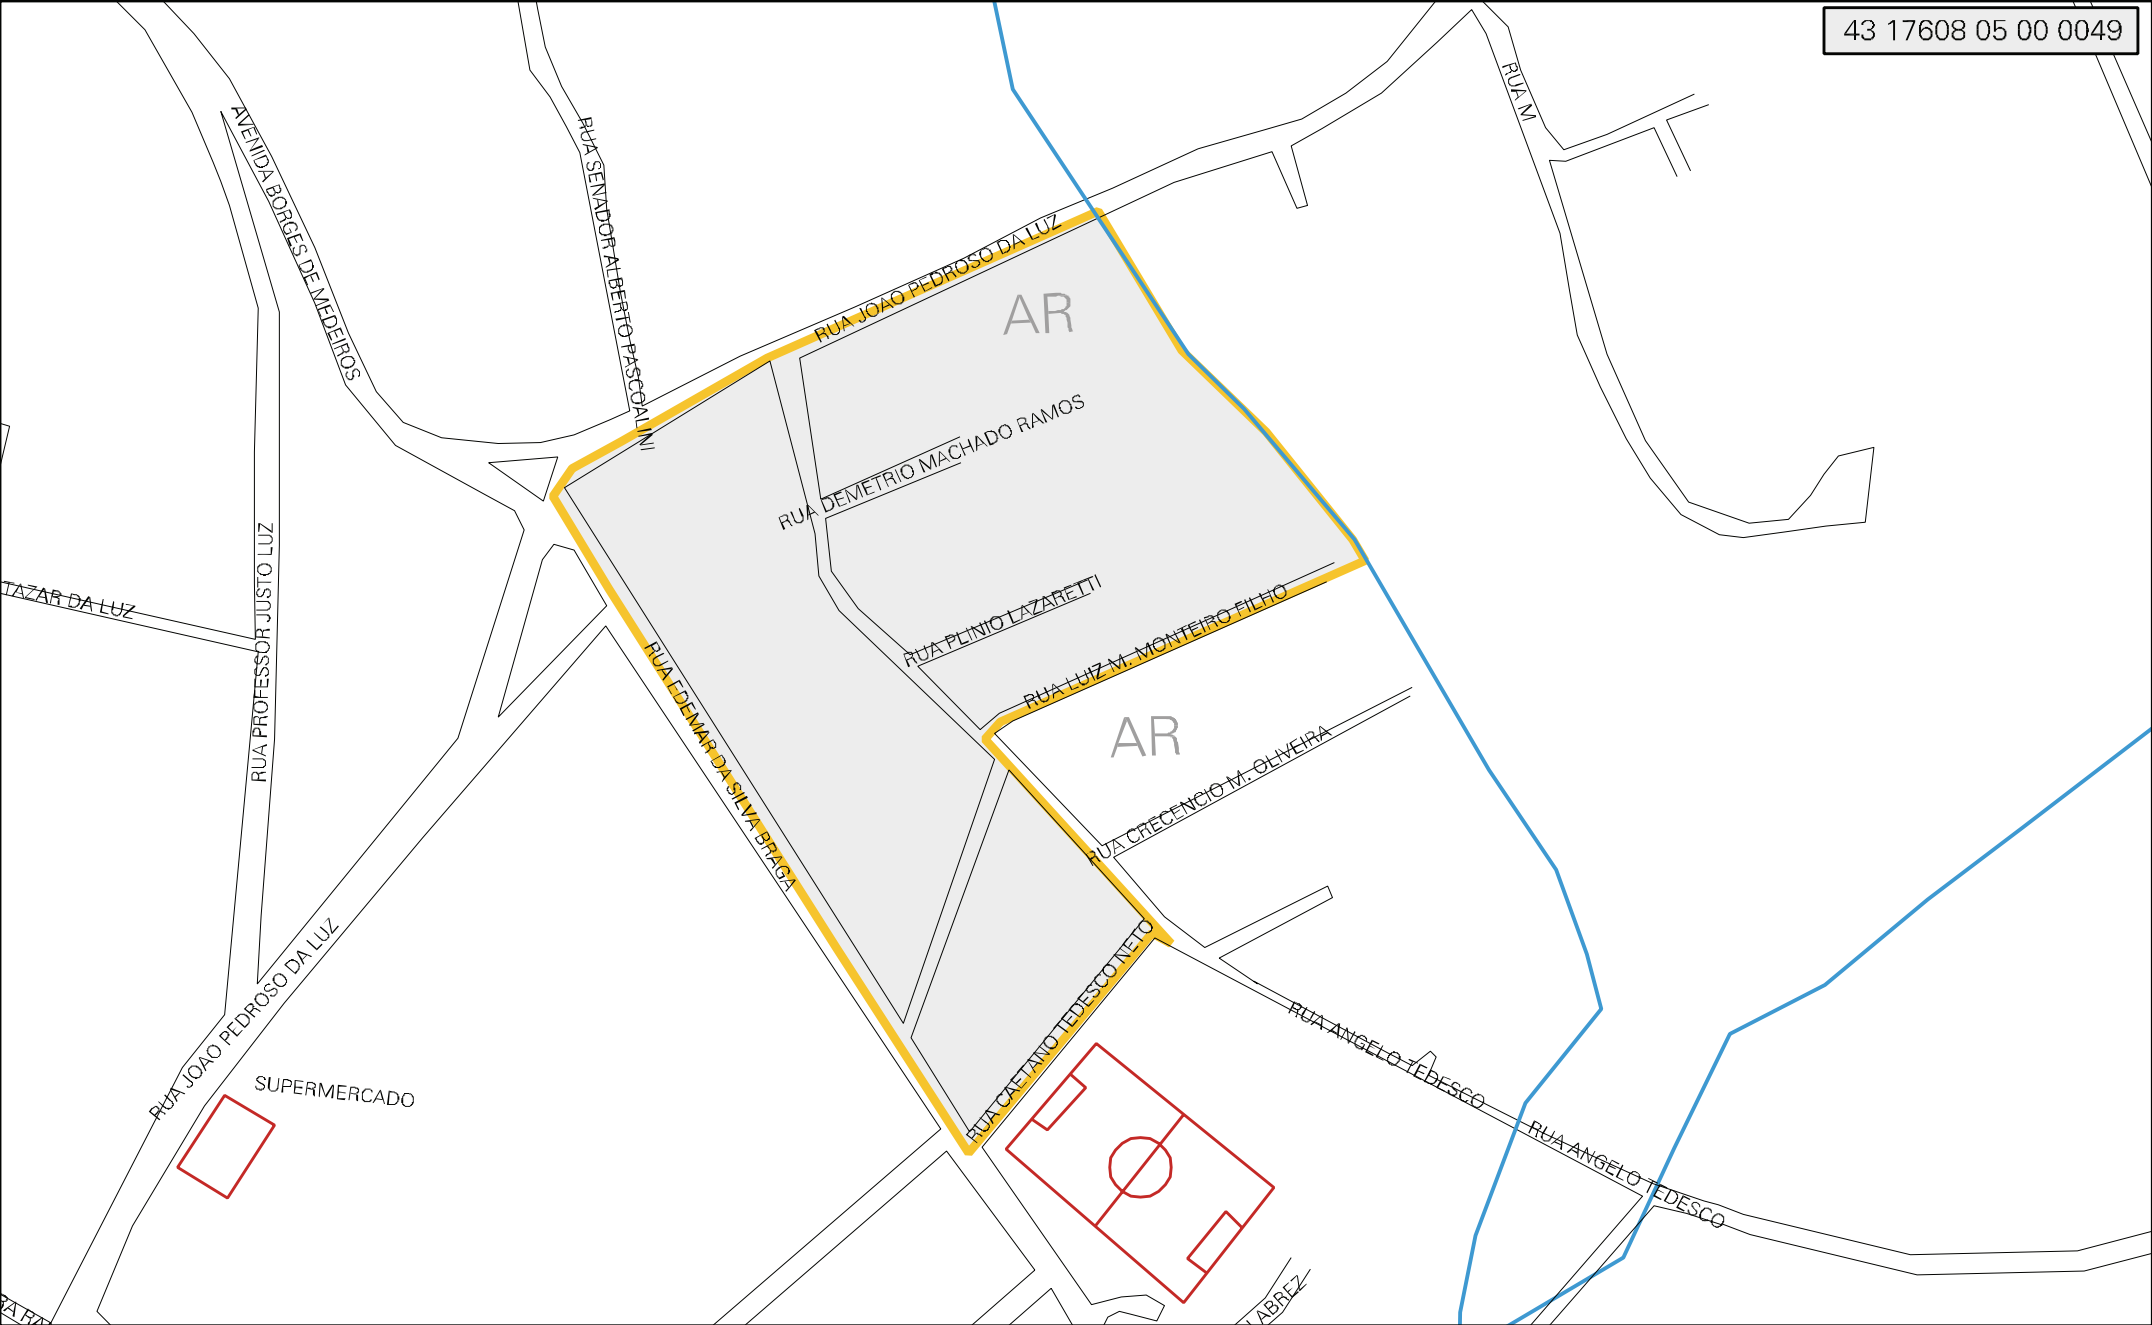 43 17608 05 00 0049
RUA M
AVENIDA BORGES DE MEDEIROS
RUA SENADOR ALBERTO PASCOALINI
RUA JOAO PEDROSO DA LUZ
AR
RUA DEMETRIO MACHADO RAMOS
RUA PROFESSOR JUSTO LUZ
TAZAR DA LUZ
RUA PLINIO LAZARETTI
RUA LUIZ M. MONTEIRO FILHO
RUA EDEMAR DA SILVA BRAGA
AR
RUA CRECENCIO M. OLIVEIRA
RUA JOAO PEDROSO DA LUZ
RUA CAETANO TEDESCO NETO
RUA ANGELO TEDESCO
SUPERMERCADO
RUA ANGELO TEDESCO
LABREZ
RA RA